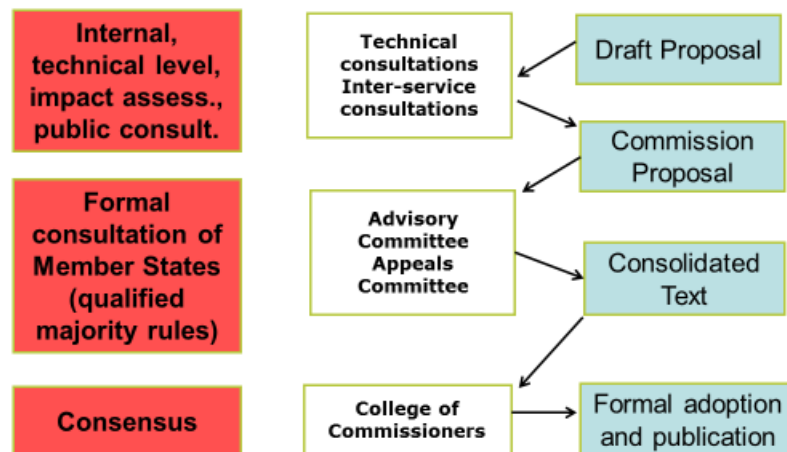 Internal,
technical level,
impact assess.,
public consult.
Technical
consultations
Inter-service
consultations
Draft Proposal
Commission
Proposal
Formal
consultation of
Member States
(qualified
majority rules)
Advisory
Committee
Appeals
Committee
Consolidated
Text
Consensus
College of
Commissioners
Formal adoption
and publication